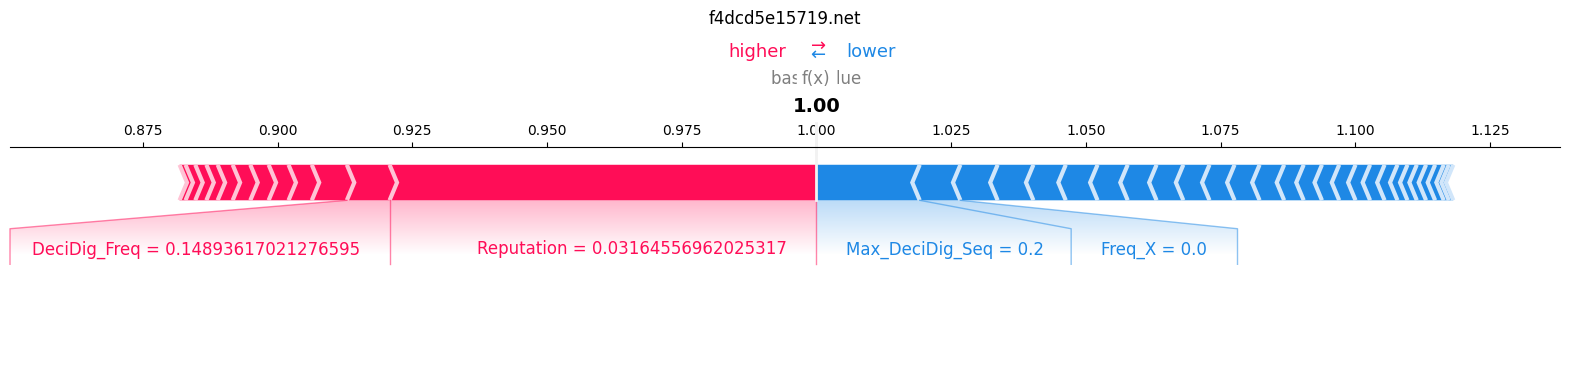 f4dcd5e15719.net
higher → ← lower
bas f(x) lue
1.00
0.875 0.900 0.925 0.950 0.975 1.000 1.025 1.050 1.075 1.100 1.125
DeciDig_Freq = 0.14893617021276595 Reputation = 0.03164556962025317 Max_DeciDig_Seq = 0.2 Freq_X = 0.0